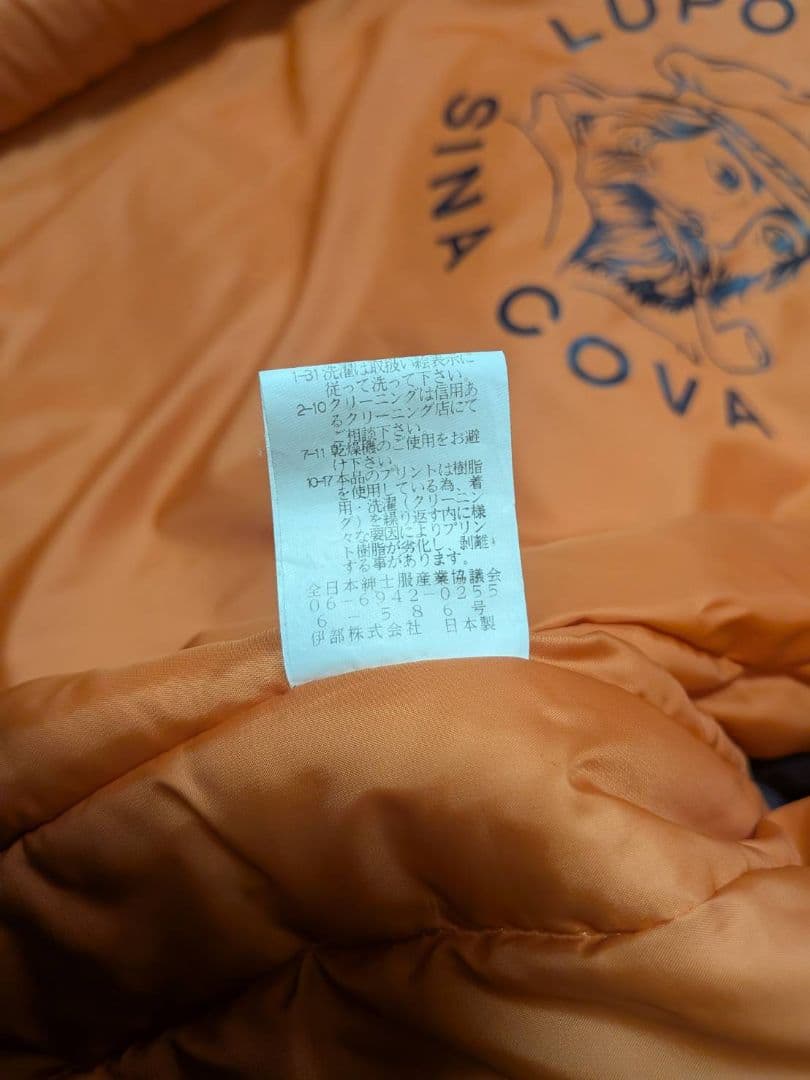 LUPO
SINA COVA
1-31 洗濯は取扱い絵表示に
従って洗って下さい
2-10 クリーニングは信用あ
るクリーニング店にて
ご相談下さい。
7-11 乾燥機のご使用をお避
け下さい。
10-17 本品のプリントは樹脂
を使用している為、着
用・洗濯(クリーニン
グ)を繰り返す内に様
々な要因によりプリン
ト樹脂が劣化し、剥離
する事があります。
全日本紳士服産業協議会
06-6942-0255
6-586号
伊部株式会社 日本製